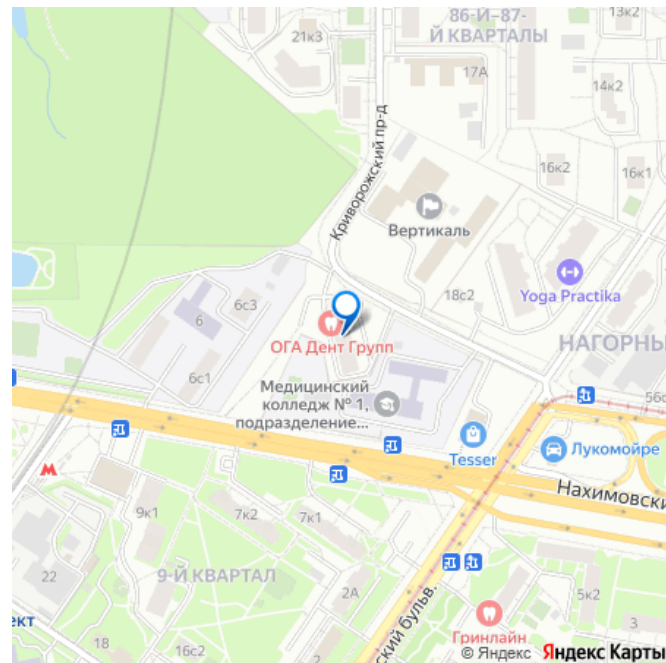 86-Й–87-
Й КВАРТАЛЫ
13к2
21к3
17А
14к2
Криворожский пр-д
16к2
16к1
Вертикаль
18с2
Yoga Practika
6с3
6
НАГОРНЫ
ОГА Дент Групп
6с1
Медицинский
колледж № 1,
подразделение...
56с
Tesser
Лукомойре
М
Нахимовски
9к1
7к2
7к1
22
9-Й КВАРТАЛ
2А
5к2
3
ект
18
16с2
ский бульв.
Гринлайн
© Яндекс Яндекс Карты